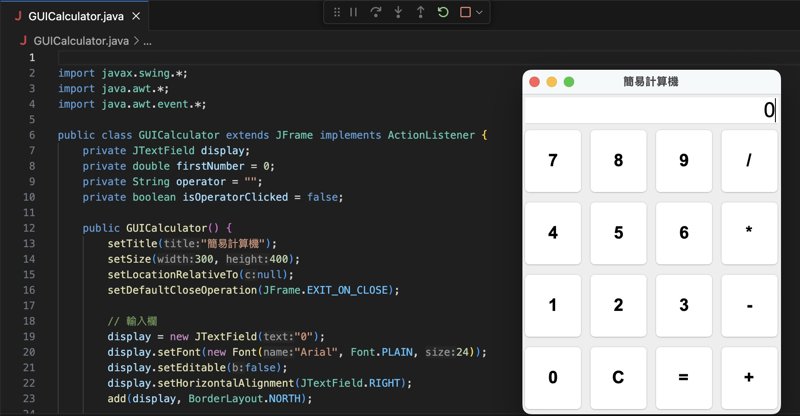 GUICalculator.java
GUICalculator.java > ...
1
2 import javax.swing.*;
3 import java.awt.*;
4 import java.awt.event.*;
5
6 public class GUICalculator extends JFrame implements ActionListener {
7 private JTextField display;
8 private double firstNumber = 0;
9 private String operator = "";
10 private boolean isOperatorClicked = false;
11
12 public GUICalculator() {
13 setTitle(title:"簡易計算機");
14 setSize(width:300, height:400);
15 setLocationRelativeTo(c:null);
16 setDefaultCloseOperation(JFrame.EXIT_ON_CLOSE);
17
18 // 輸入欄
19 display = new JTextField(text:"0");
20 display.setFont(new Font(name:"Arial", Font.PLAIN, size:24));
21 display.setEditable(b:false);
22 display.setHorizontalAlignment(JTextField.RIGHT);
23 add(display, BorderLayout.NORTH);
簡易計算機
0
7 8 9 /
4 5 6 *
1 2 3 -
0 C = +